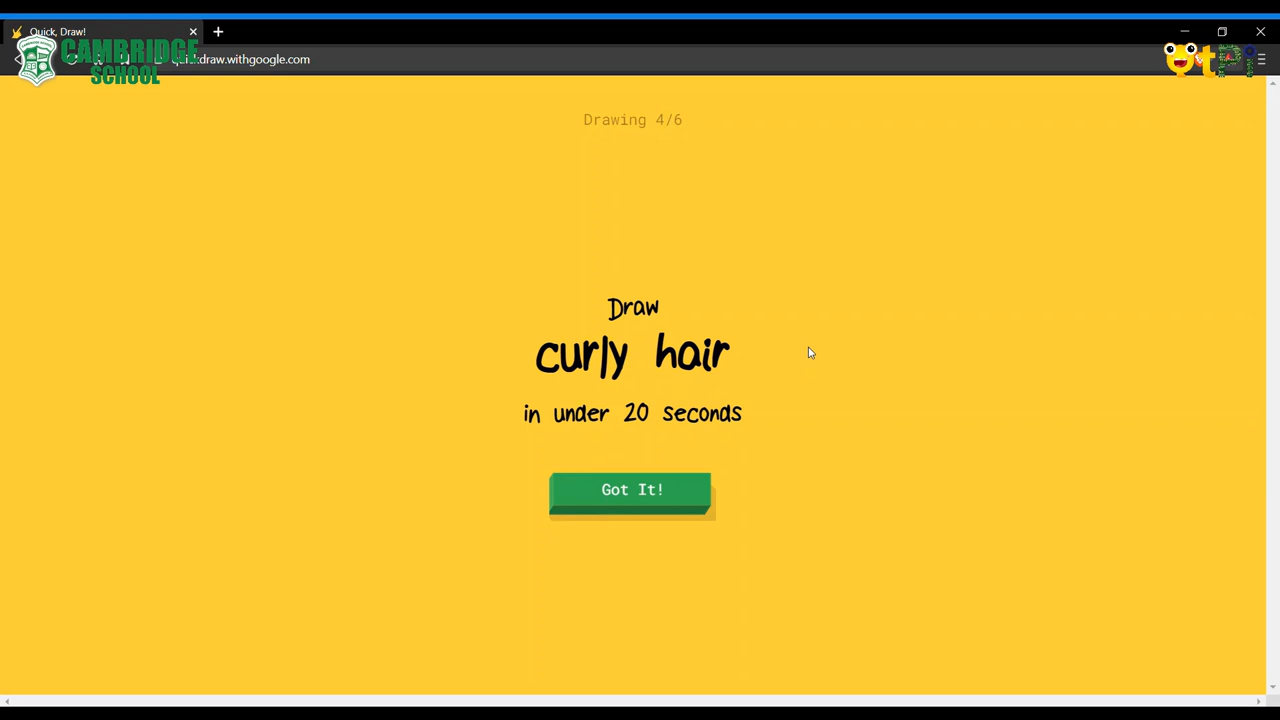 Quick, Draw!
CAMBRIDGE
SCHOOL
draw.withgoogle.com
Drawing 4/6
Draw
curly hair
in under 20 seconds
Got It!